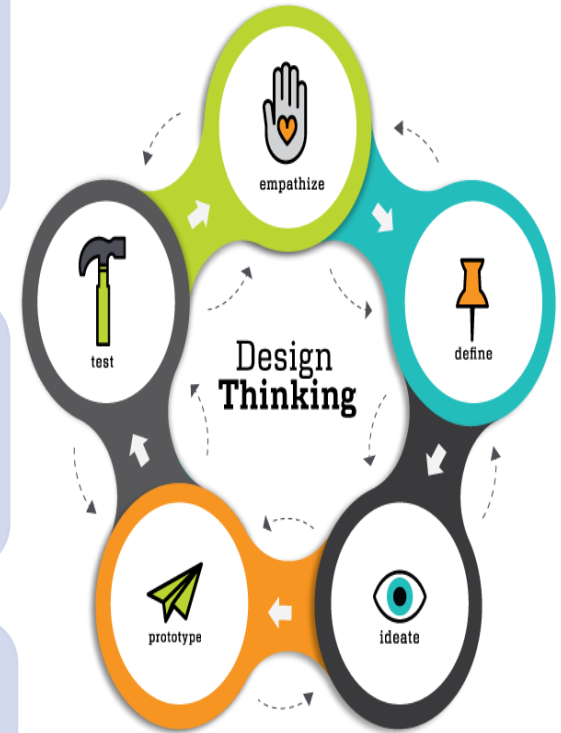 empathize
define
ideate
prototype
test
Design
Thinking